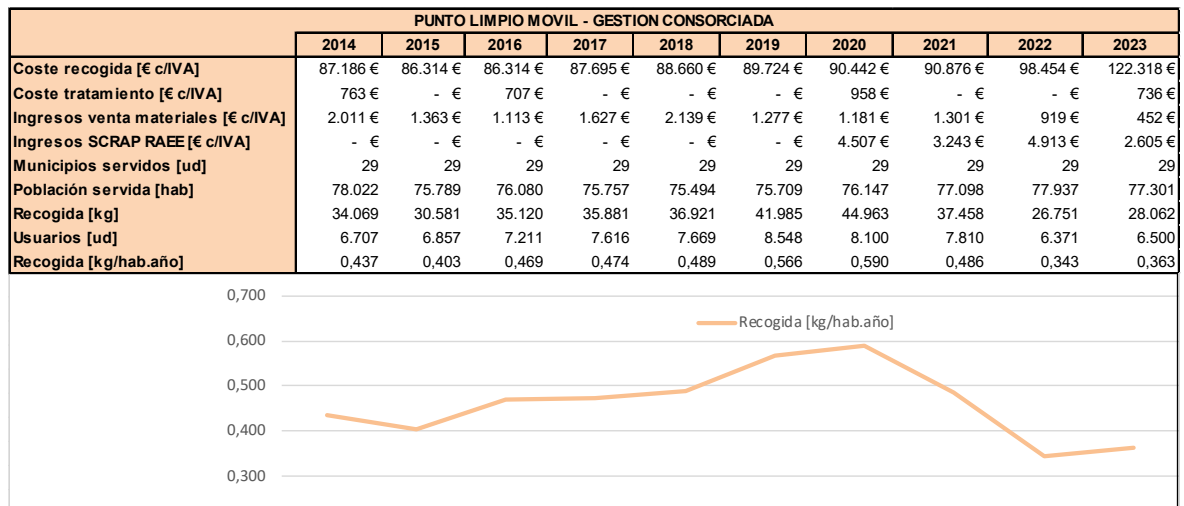 PUNTO LIMPIO MOVIL - GESTION CONSORCIADA
2014 2015 2016 2017 2018 2019 2020 2021 2022 2023
Coste recogida [€ c/IVA] 87.186 € 86.314 € 86.314 € 87.695 € 88.660 € 89.724 € 90.442 € 90.876 € 98.454 € 122.318 €
Coste tratamiento [€ c/IVA] 763 € - € 707 € - € - € - € 958 € - € - € 736 €
Ingresos venta materiales [€ c/IVA] 2.011 € 1.363 € 1.113 € 1.627 € 2.139 € 1.277 € 1.181 € 1.301 € 919 € 452 €
Ingresos SCRAP RAEE [€ c/IVA] - € - € - € - € - € - € 4.507 € 3.243 € 4.913 € 2.605 €
Municipios servidos [ud] 29 29 29 29 29 29 29 29 29 29
Población servida [hab] 78.022 75.789 76.080 75.757 75.494 75.709 76.147 77.098 77.937 77.301
Recogida [kg] 34.069 30.581 35.120 35.881 36.921 41.985 44.963 37.458 26.751 28.062
Usuarios [ud] 6.707 6.857 7.211 7.616 7.669 8.548 8.100 7.810 6.371 6.500
Recogida [kg/hab.año] 0,437 0,403 0,469 0,474 0,489 0,566 0,590 0,486 0,343 0,363
0,700
Recogida [kg/hab.año]
0,600
0,500
0,400
0,300